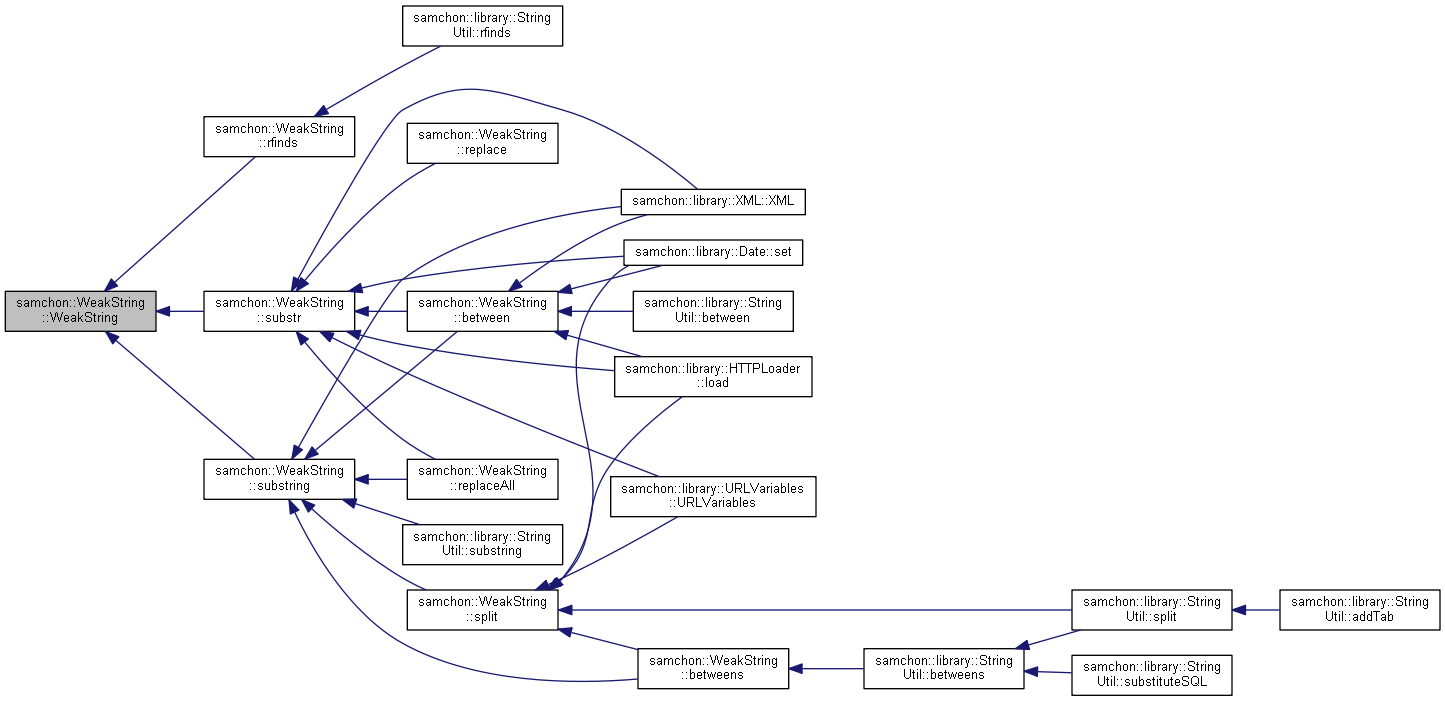 samchon::library::String
Util::rfinds
samchon::WeakString
::rfinds
samchon::WeakString
::replace
samchon::library::XML::XML
samchon::library::Date::set
samchon::WeakString
::WeakString
samchon::WeakString
::substr
samchon::WeakString
::between
samchon::library::String
Util::between
samchon::library::HTTPLoader
::load
samchon::WeakString
::substring
samchon::WeakString
::replaceAll
samchon::library::URLVariables
::URLVariables
samchon::library::String
Util::substring
samchon::WeakString
::split
samchon::library::String
Util::split
samchon::library::String
Util::addTab
samchon::WeakString
::betweens
samchon::library::String
Util::betweens
samchon::library::String
Util::substituteSQL